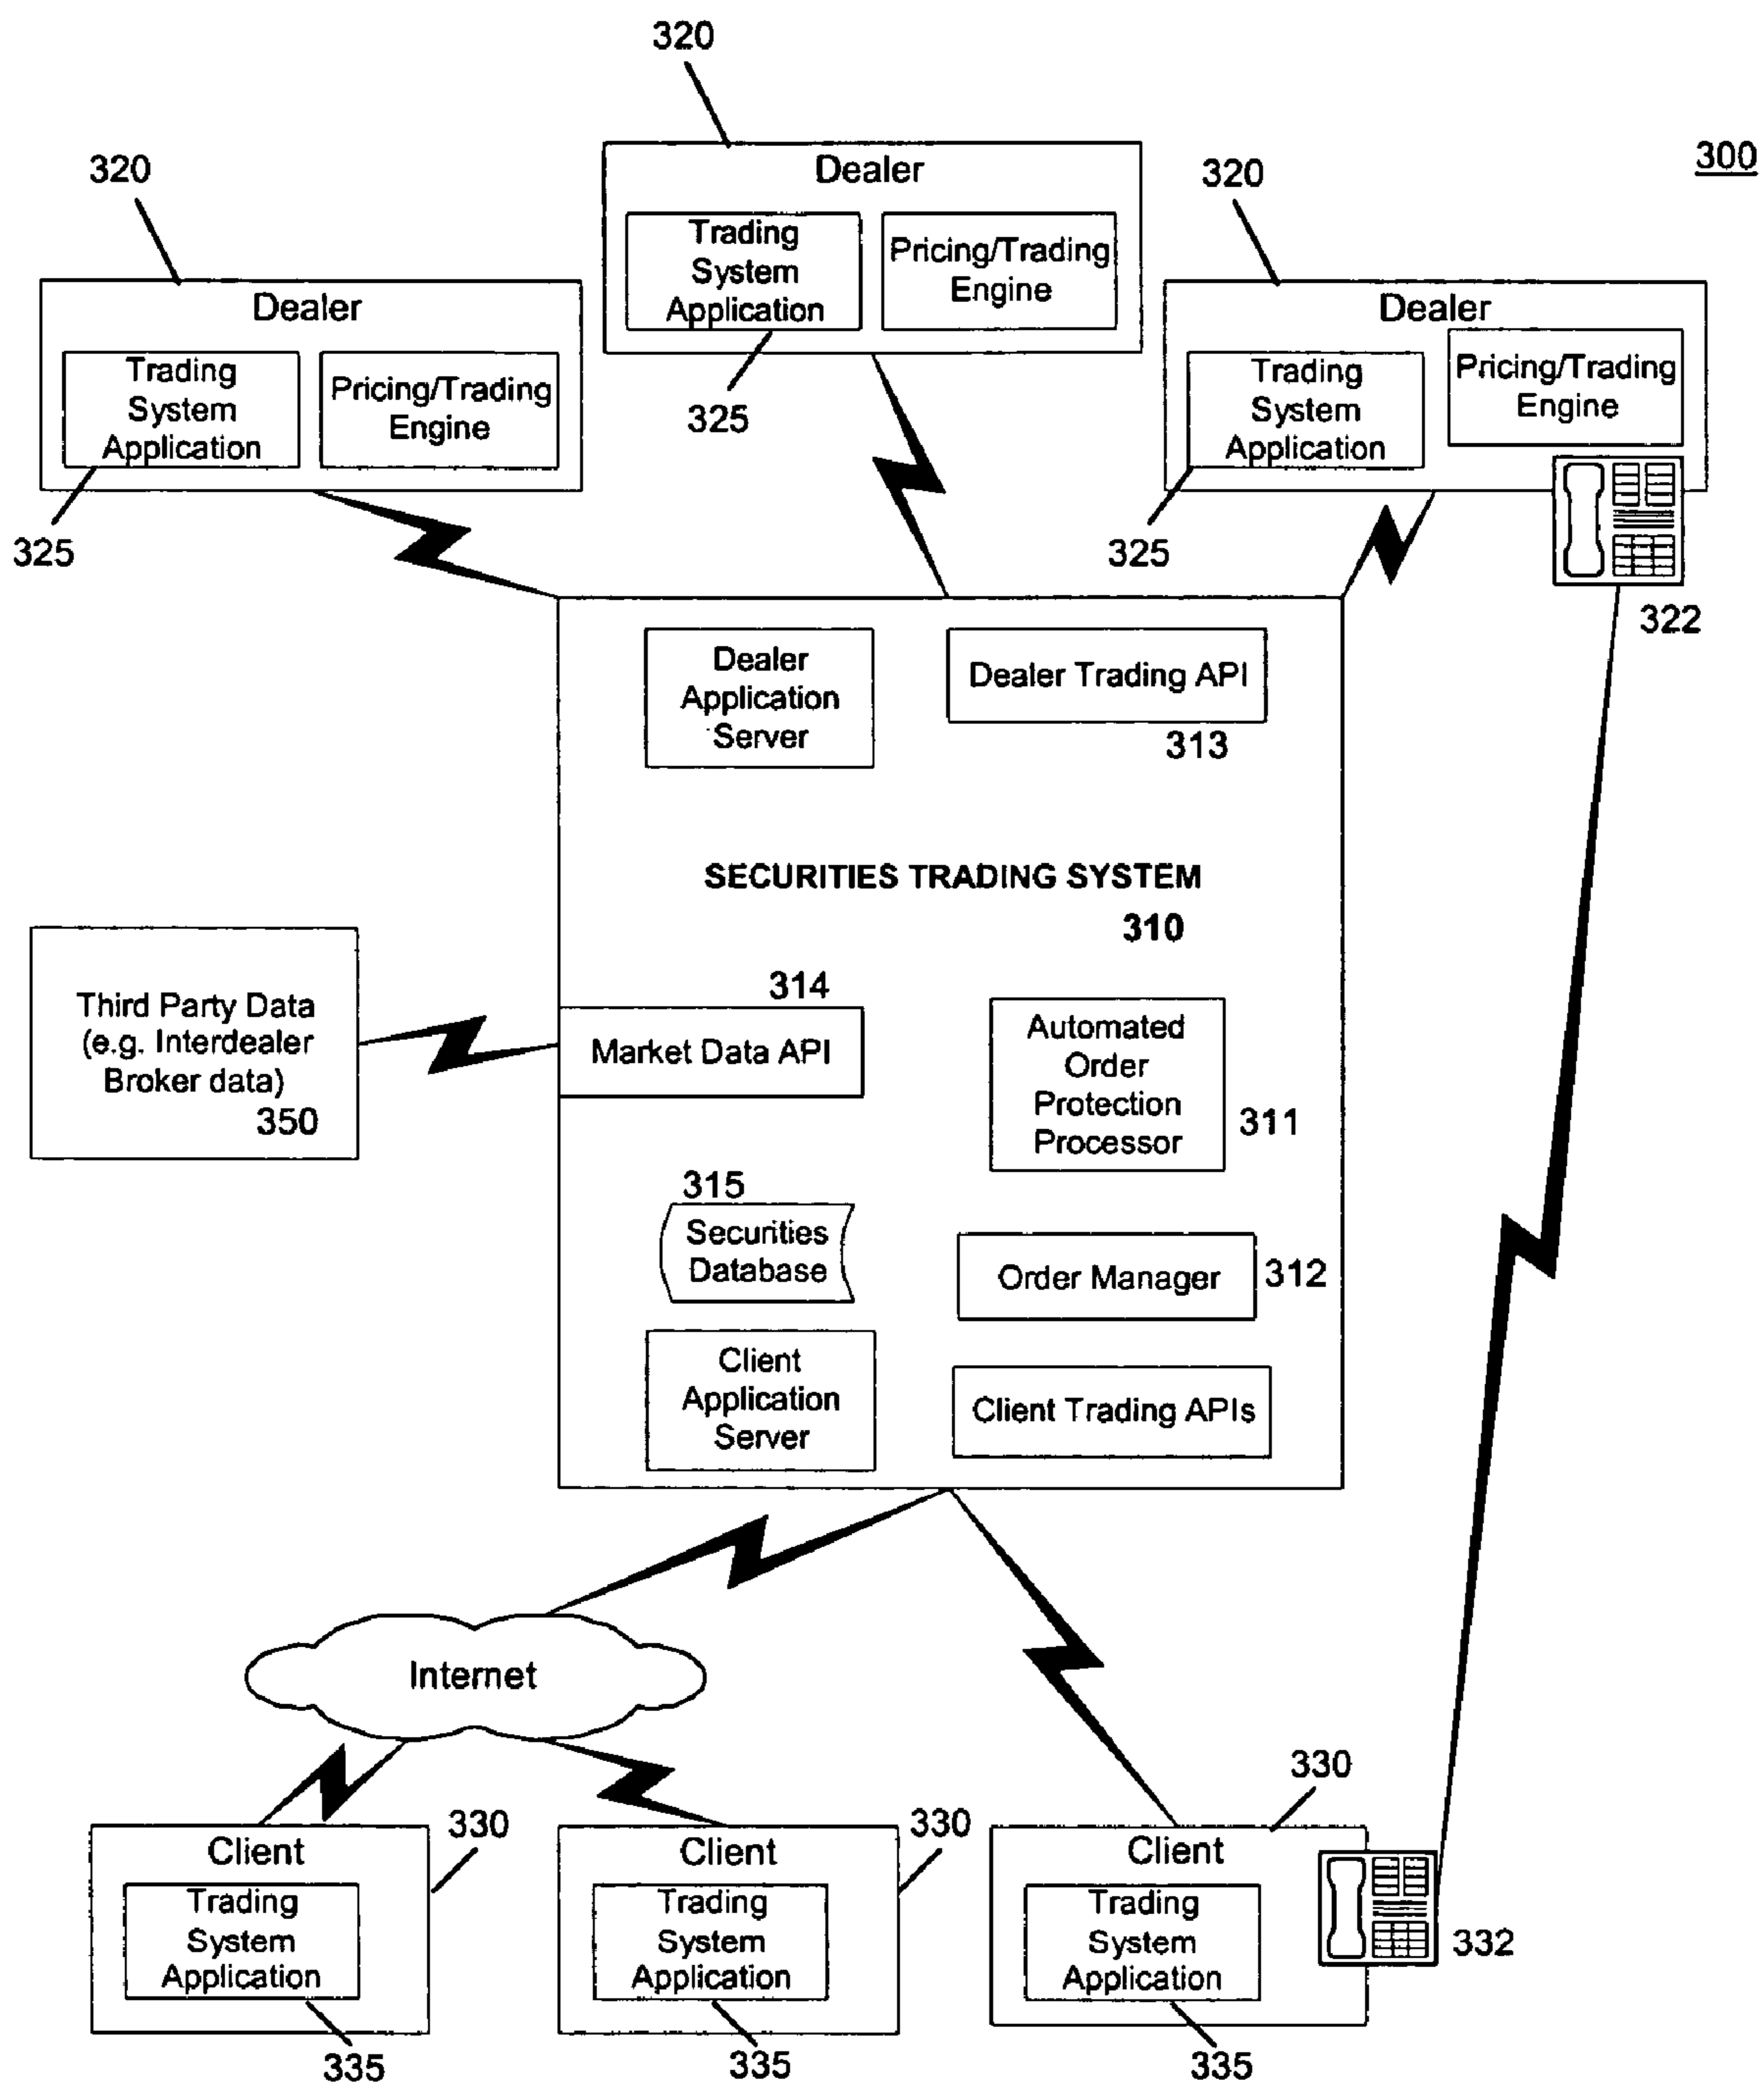 320
300
320
Dealer
320
Trading
System
Application
Pricing/Trading
Engine
Dealer
Trading
System
Application
Pricing/Trading
Engine
Dealer
Trading
System
Application
Pricing/Trading
Engine
325
325
325
322
Dealer
Application
Server
Dealer Trading API
313
SECURITIES TRADING SYSTEM
310
Third Party Data
(e.g. Interdealer
Broker data)
350
314
Market Data API
Automated
Order
Protection
Processor
311
315
Securities
Database
Order Manager
312
Client
Application
Server
Client Trading APIs
Internet
330
330
330
Client
Trading
System
Application
Client
Trading
System
Application
Client
Trading
System
Application
332
335
335
335